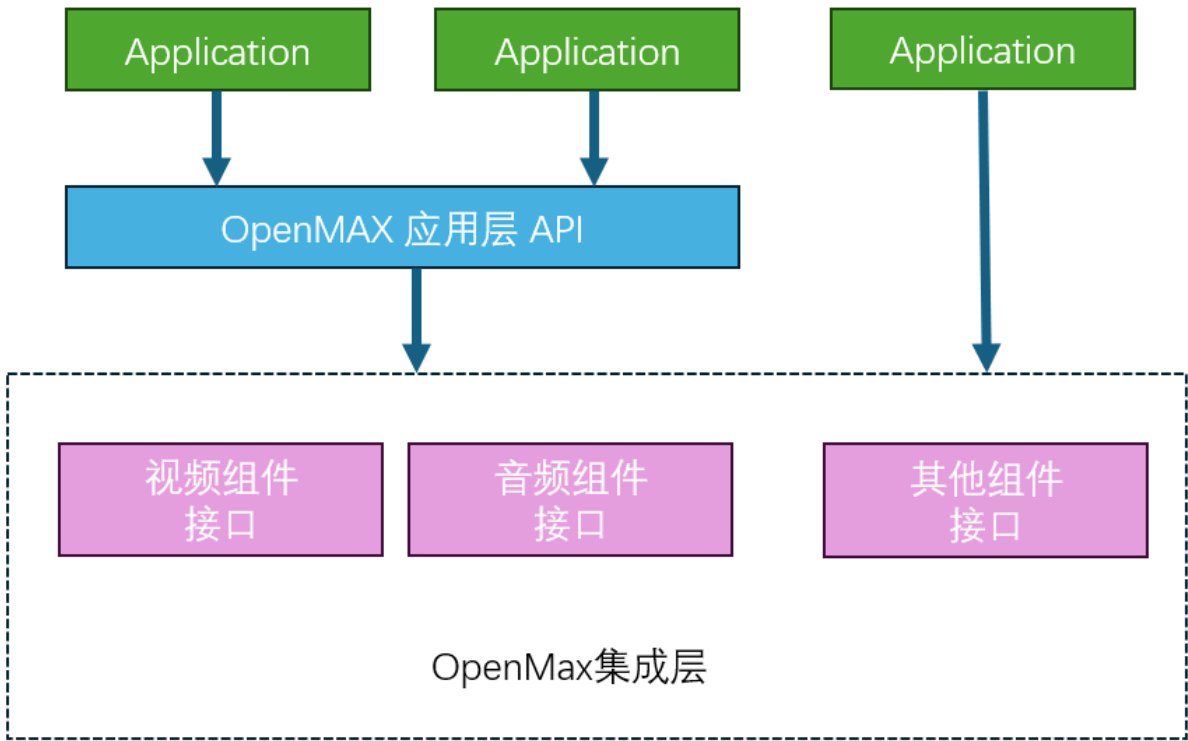 Application
Application
Application
OpenMAX 应用层 API
视频组件
接口
音频组件
接口
其他组件
接口
OpenMax集成层